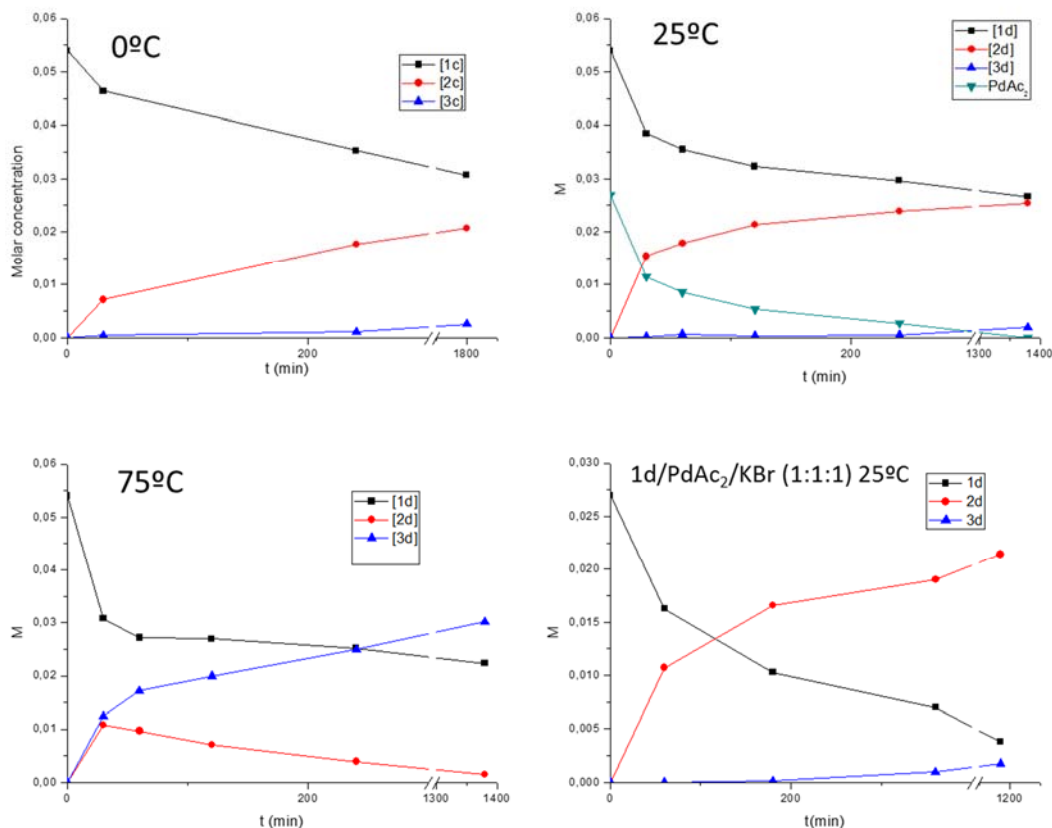 0ºC
0,06
0,05
0,04
0,03
0,02
0,01
0,00
Molar concentration
[1c]
[2c]
[3c]
0
200
1800
t (min)
25ºC
0,06
0,05
0,04
0,03
0,02
0,01
0,00
M
[1d]
[2d]
[3d]
PdAc₂
0
200
1300
1400
t (min)
75ºC
0,06
0,05
0,04
0,03
0,02
0,01
0,00
M
[1d]
[2d]
[3d]
0
200
1300
1400
t (min)
1d/PdAc₂/KBr (1:1:1) 25ºC
0,030
0,025
0,020
0,015
0,010
0,005
0,000
M
1d
2d
3d
0
200
1200
t(min)